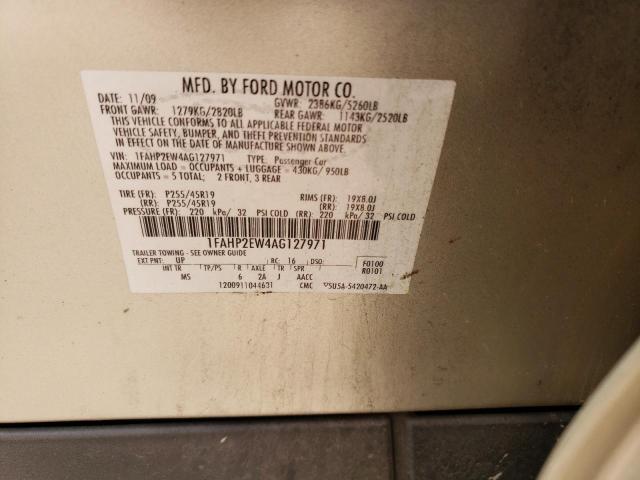 MFD. BY FORD MOTOR CO.
DATE: 11/09 GVWR: 2386KG/5260LB
FRONT GAWR: 1279KG/2820LB REAR GAWR: 1143KG/2520LB
THIS VEHICLE CONFORMS TO ALL APPLICABLE FEDERAL MOTOR
VEHICLE SAFETY, BUMPER, AND THEFT PREVENTION STANDARDS
IN EFFECT ON THE DATE OF MANUFACTURE SHOWN ABOVE.
VIN: 1FAHP2EW4AG127971 TYPE: Passenger Car
MAXIMUM LOAD = OCCUPANTS + LUGGAGE = 430KG/950LB
OCCUPANTS = 5 TOTAL; 2 FRONT, 3 REAR
TIRE (FR): P255/45R19 RIMS (FR): 19X8.0J
(RR): P255/45R19 (RR): 19X8.0J
PRESSURE (FR): 220 kPa/ 32 PSI COLD (RR): 220 kPa/ 32 PSI COLD
1FAHP2EW4AG127971
TRAILER TOWING - SEE OWNER GUIDE
EXT PNT: UP RC: 16 DSO: F0100
R0101
INT TR TP/PS R AXLE TR SPR
MS 6 2A J AACC
1200911044631 CMC 5U5A-5420472-AA